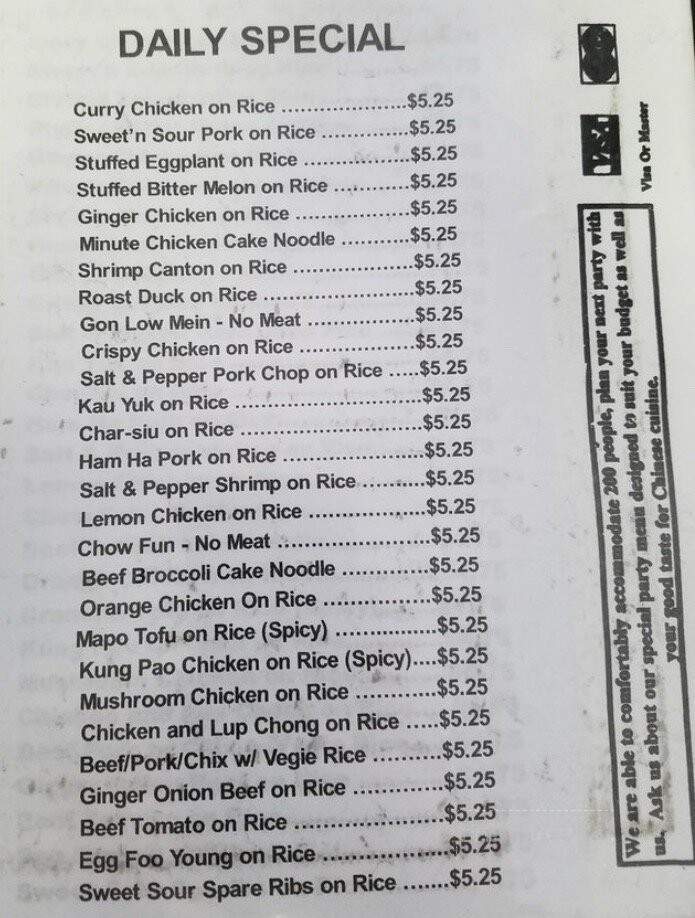 DAILY SPECIAL
Curry Chicken on Rice ....................$5.25
Sweet'n Sour Pork on Rice ..............$5.25
Stuffed Eggplant on Rice .................$5.25
Stuffed Bitter Melon on Rice ............$5.25
Ginger Chicken on Rice ..................$5.25
Minute Chicken Cake Noodle ...........$5.25
Shrimp Canton on Rice ...................$5.25
Roast Duck on Rice ........................$5.25
Gon Low Mein - No Meat .................$5.25
Crispy Chicken on Rice ..................$5.25
Salt & Pepper Pork Chop on Rice .....$5.25
Kau Yuk on Rice ..............................$5.25
Char-siu on Rice .............................$5.25
Ham Ha Pork on Rice .......................$5.25
Salt & Pepper Shrimp on Rice...........$5.25
Lemon Chicken on Rice ...................$5.25
Chow Fun - No Meat ........................$5.25
Beef Broccoli Cake Noodle ..............$5.25
Orange Chicken On Rice .................$5.25
Mapo Tofu on Rice (Spicy) ................$5.25
Kung Pao Chicken on Rice (Spicy)....$5.25
Mushroom Chicken on Rice .............$5.25
Chicken and Lup Chong on Rice .....$5.25
Beef/Pork/Chix w/ Vegie Rice ...........$5.25
Ginger Onion Beef on Rice ..............$5.25
Beef Tomato on Rice ........................$5.25
Egg Foo Young on Rice ....................$5.25
Sweet Sour Spare Ribs on Rice .......$5.25
VISA
Visa Or Master
We are able to comfortably accommodate 200 people, plan your next party with
us. Ask us about our special party menu designed to suit your budget as well as
your good taste for Chinese cuisine.